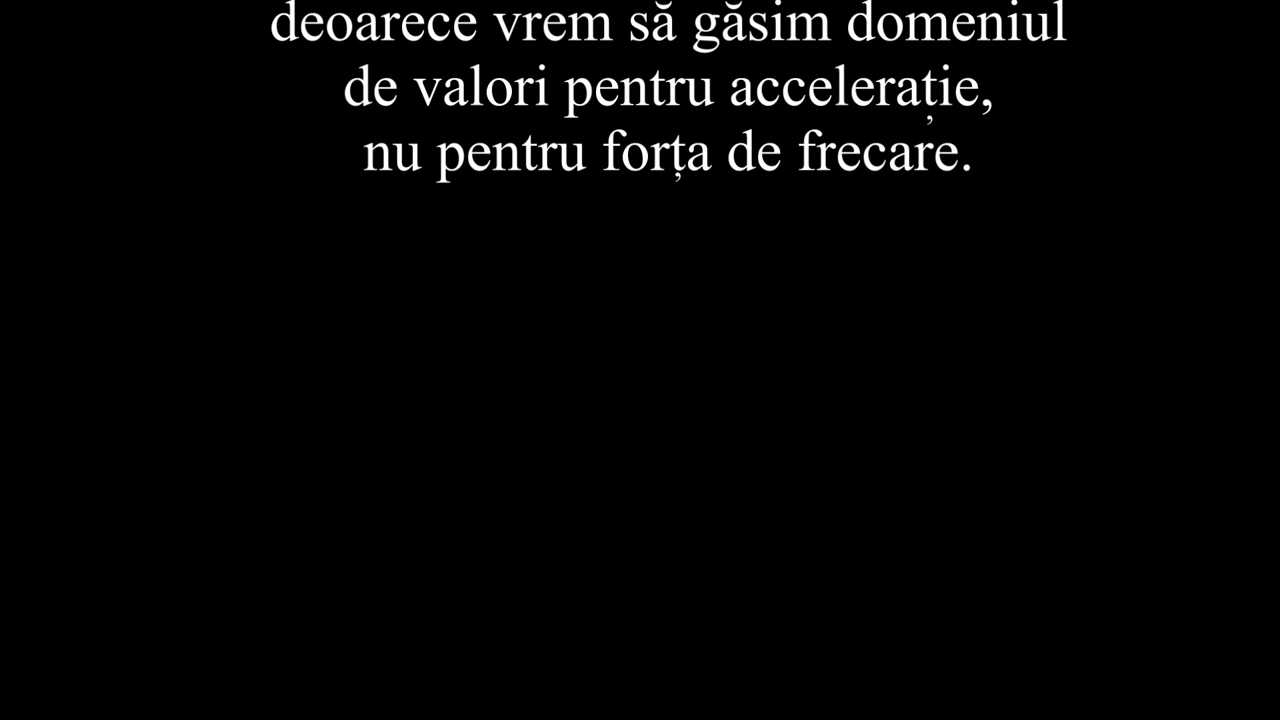 deoarece vrem să găsim domeniul
de valori pentru accelerație,
nu pentru forța de frecare.